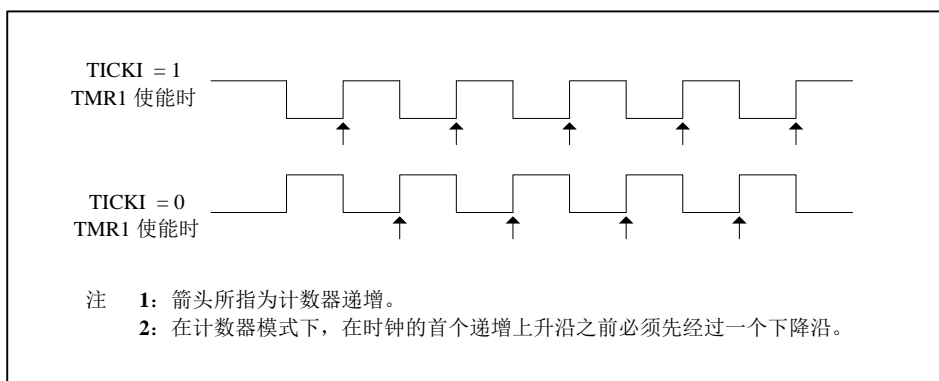 TICKI = 1
TMR1 使能时
TICKI = 0
TMR1 使能时
注 1：箭头所指为计数器递增。
2：在计数器模式下，在时钟的首个递增上升沿之前必须先经过一个下降沿。